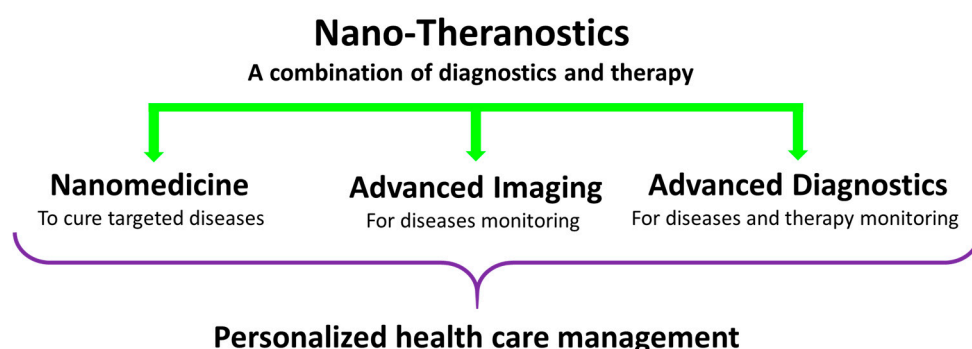 Nano-Theranostics
A combination of diagnostics and therapy
Nanomedicine
To cure targeted diseases
Advanced Imaging
For diseases monitoring
Advanced Diagnostics
For diseases and therapy monitoring
Personalized health care management